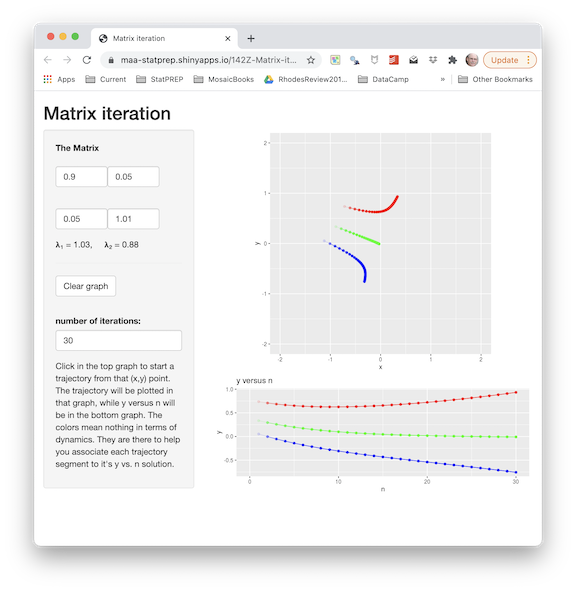 Matrix iteration
maa-statprep.shinyapps.io/142Z-Matrix-it...
Update
Apps Current StatPREP MosaicBooks RhodesReview201... DataCamp » Other Bookmarks
Matrix iteration
The Matrix
0.9 0.05
0.05 1.01
λ1 = 1.03, λ2 = 0.88
Clear graph
number of iterations:
30
Click in the top graph to start a
trajectory from that (x,y) point.
The trajectory will be plotted in
that graph, while y versus n will
be in the bottom graph. The
colors mean nothing in terms of
dynamics. They are there to help
you associate each trajectory
segment to it's y vs. n solution.
2
1
0
-1
-2
y
-2 -1 0 1 2
x
y versus n
1.0
0.5
0.0
-0.5
y
0 10 20 30
n